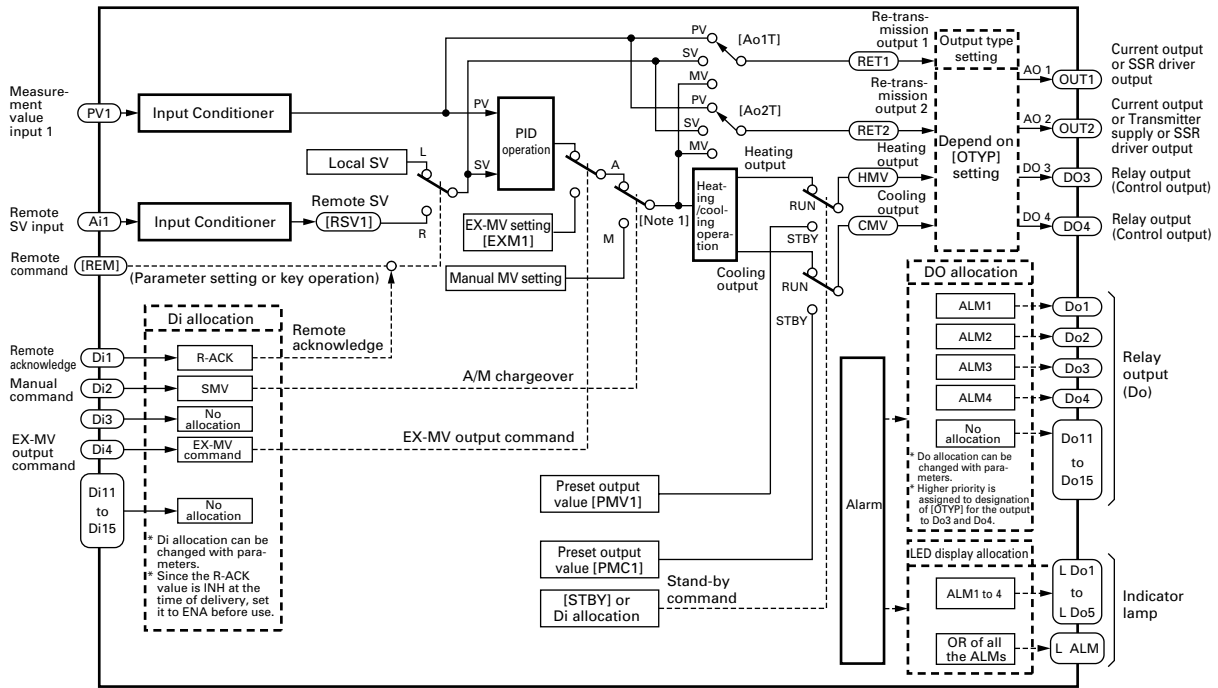 Measure-
ment
value
input 1
PV1
Input Conditioner
Remote
SV input
Ai1
Input Conditioner
Remote SV
[RSV1]
Local SV
L
R
Remote
command
[REM]
(Parameter setting or key operation)
PV
SV
PID
operation
EX-MV setting
[EXM1]
Manual MV setting
A
M
[Note 1]
PV
SV
MV
[Ao1T]
PV
SV
MV
[Ao2T]
Re-trans-
mission
output 1
RET1
Re-trans-
mission
output 2
RET2
Heating
output
Heat-
ing
/cool-
ing
opera-
tion
Cooling
output
RUN
STBY
RUN
STBY
Heating
output
HMV
Cooling
output
CMV
Output type
setting
Depend on
[OTYP]
setting
AO 1
OUT1
Current output
or SSR driver
output
AO 2
OUT2
Current output
or Transmitter
supply or SSR
driver output
DO 3
DO3
Relay output
(Control output)
DO 4
DO4
Relay output
(Control output)
Di allocation
Remote
acknowledge
Remote
acknowledge
Di1
R-ACK
Manual
command
Di2
SMV
A/M chargeover
Di3
No
allocation
EX-MV
output
command
Di4
EX-MV
command
EX-MV output command
Di11
to
Di15
No
allocation
* Di allocation can be
changed with para-
meters.
* Since the R-ACK
value is INH at the
time of delivery, set
it to ENA before use.
Preset output
value [PMV1]
Preset output
value [PMC1]
[STBY] or
Di allocation
Stand-by
command
Alarm
DO allocation
ALM1
Do1
ALM2
Do2
ALM3
Do3
ALM4
Do4
No
allocation
Do11
to
Do15
Relay
output
(Do)
* Do allocation can be
changed with para-
meters.
* Higher priority is
assigned to designation
of [OTYP] for the output
to Do3 and Do4.
LED display allocation
ALM1 to 4
L Do1
to
L Do5
OR of all
the ALMs
L ALM
Indicator
lamp